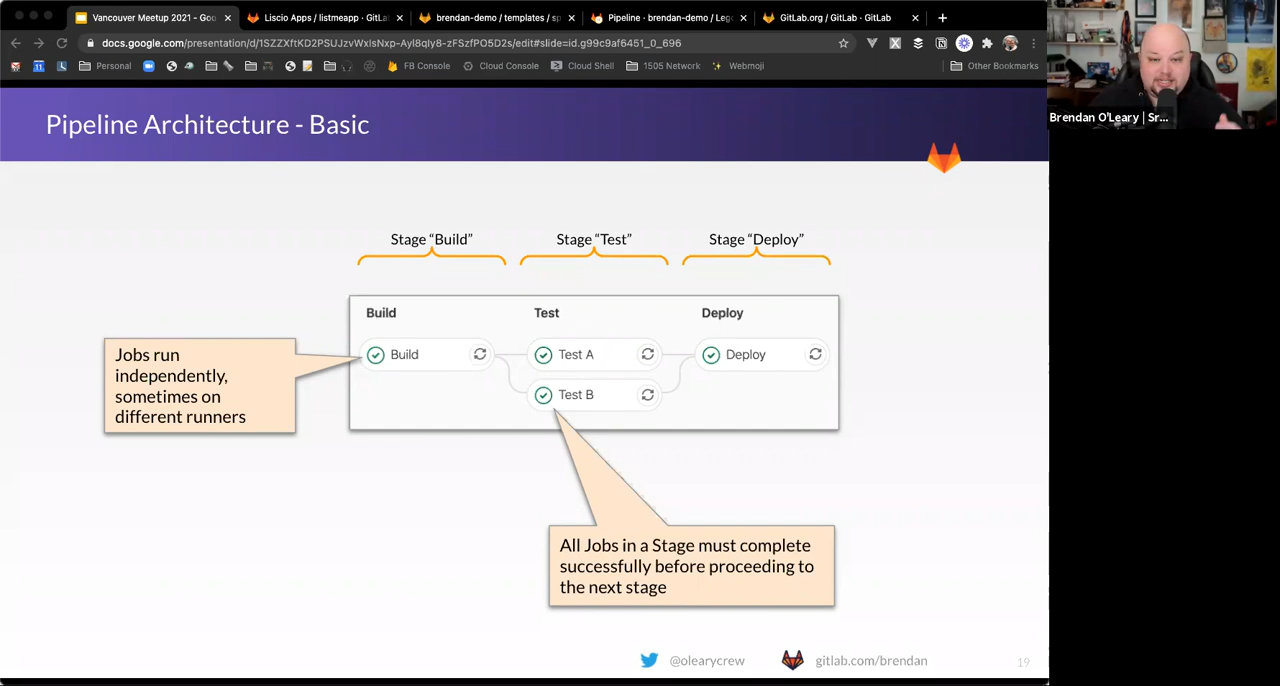 Vancouver Meetup 2021 - Goo
Liscio Apps / listmeapp · GitLa
brendan-demo / templates / sp
Pipeline · brendan-demo / Lego
GitLab.org / GitLab · GitLab
docs.google.com/presentation/d/1SZZXftKD2PSUJzvWxIsNxp-Ayl8qIy8-zFSzfPO5D2s/edit#slide=id.g99c9af6451_0_696
Personal
FB Console
Cloud Console
Cloud Shell
1505 Network
Webmoji
Other Bookmarks
Brendan O'Leary | Sr...
Pipeline Architecture - Basic
Stage “Build”
Stage “Test”
Stage “Deploy”
Build
Test
Deploy
Build
Test A
Deploy
Test B
Jobs run
independently,
sometimes on
different runners
All Jobs in a Stage must complete
successfully before proceeding to
the next stage
@olearycrew
gitlab.com/brendan
19